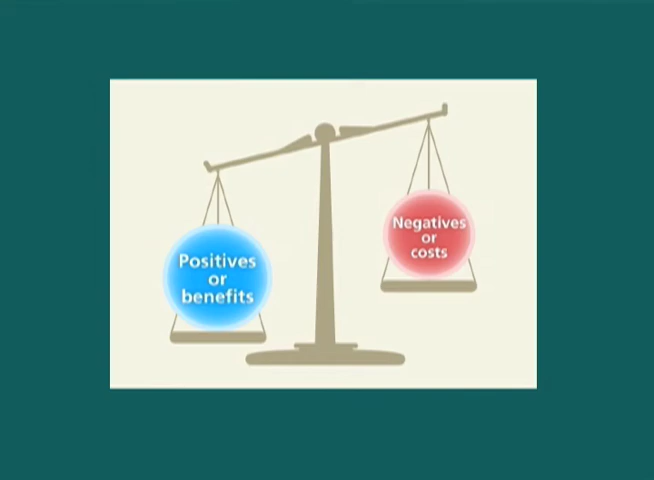 Positives
or
benefits
Negatives
or
costs